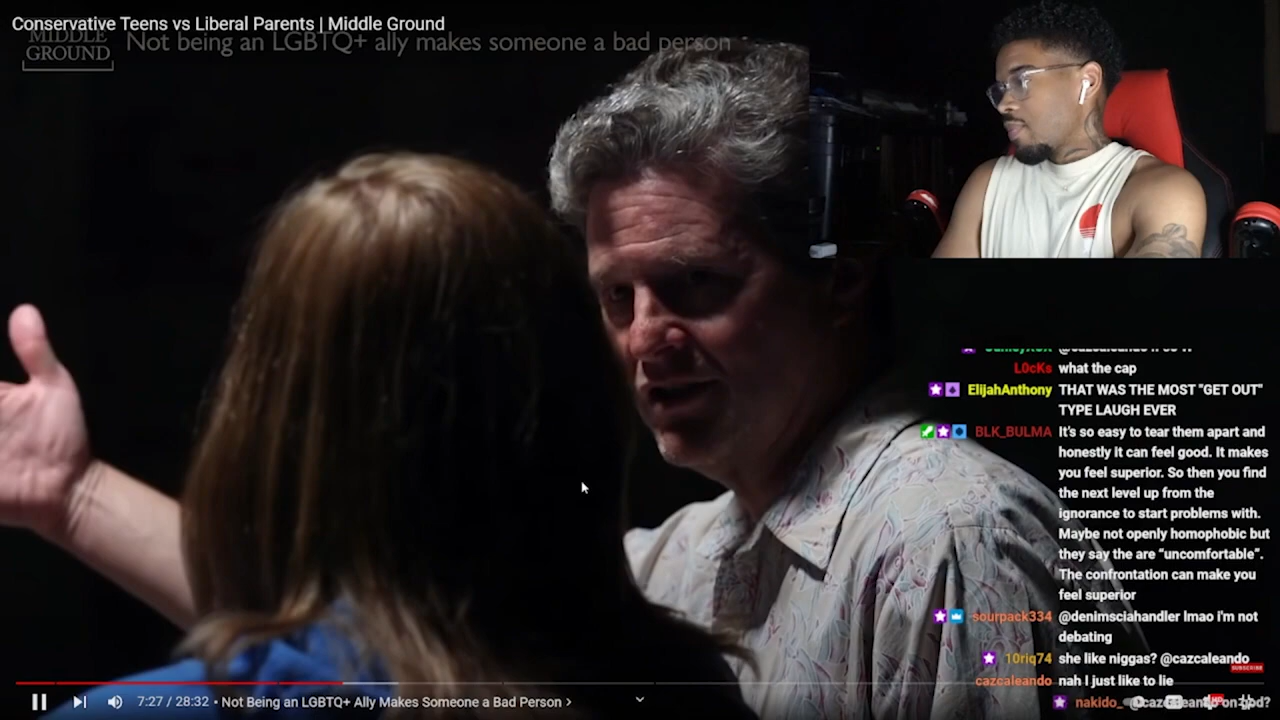 Conservative Teens vs Liberal Parents | Middle Ground
MIDDLE
GROUND
Not being an LGBTQ+ ally makes someone a bad person
L0cKs what the cap
ElijahAnthony THAT WAS THE MOST "GET OUT"
TYPE LAUGH EVER
BLK_BULMA It's so easy to tear them apart and
honestly it can feel good. It makes
you feel superior. So then you find
the next level up from the
ignorance to start problems with.
Maybe not openly homophobic but
they say the are “uncomfortable”.
The confrontation can make you
feel superior
sourpack334 @denimsciahandler lmao i'm not
debating
10riq74 she like niggas? @cazcaleando
SUBSCRIBE
cazcaleando nah I just like to lie
nakido_ @cazcaleando on god?
7:27 / 28:32 • Not Being an LGBTQ+ Ally Makes Someone a Bad Person >